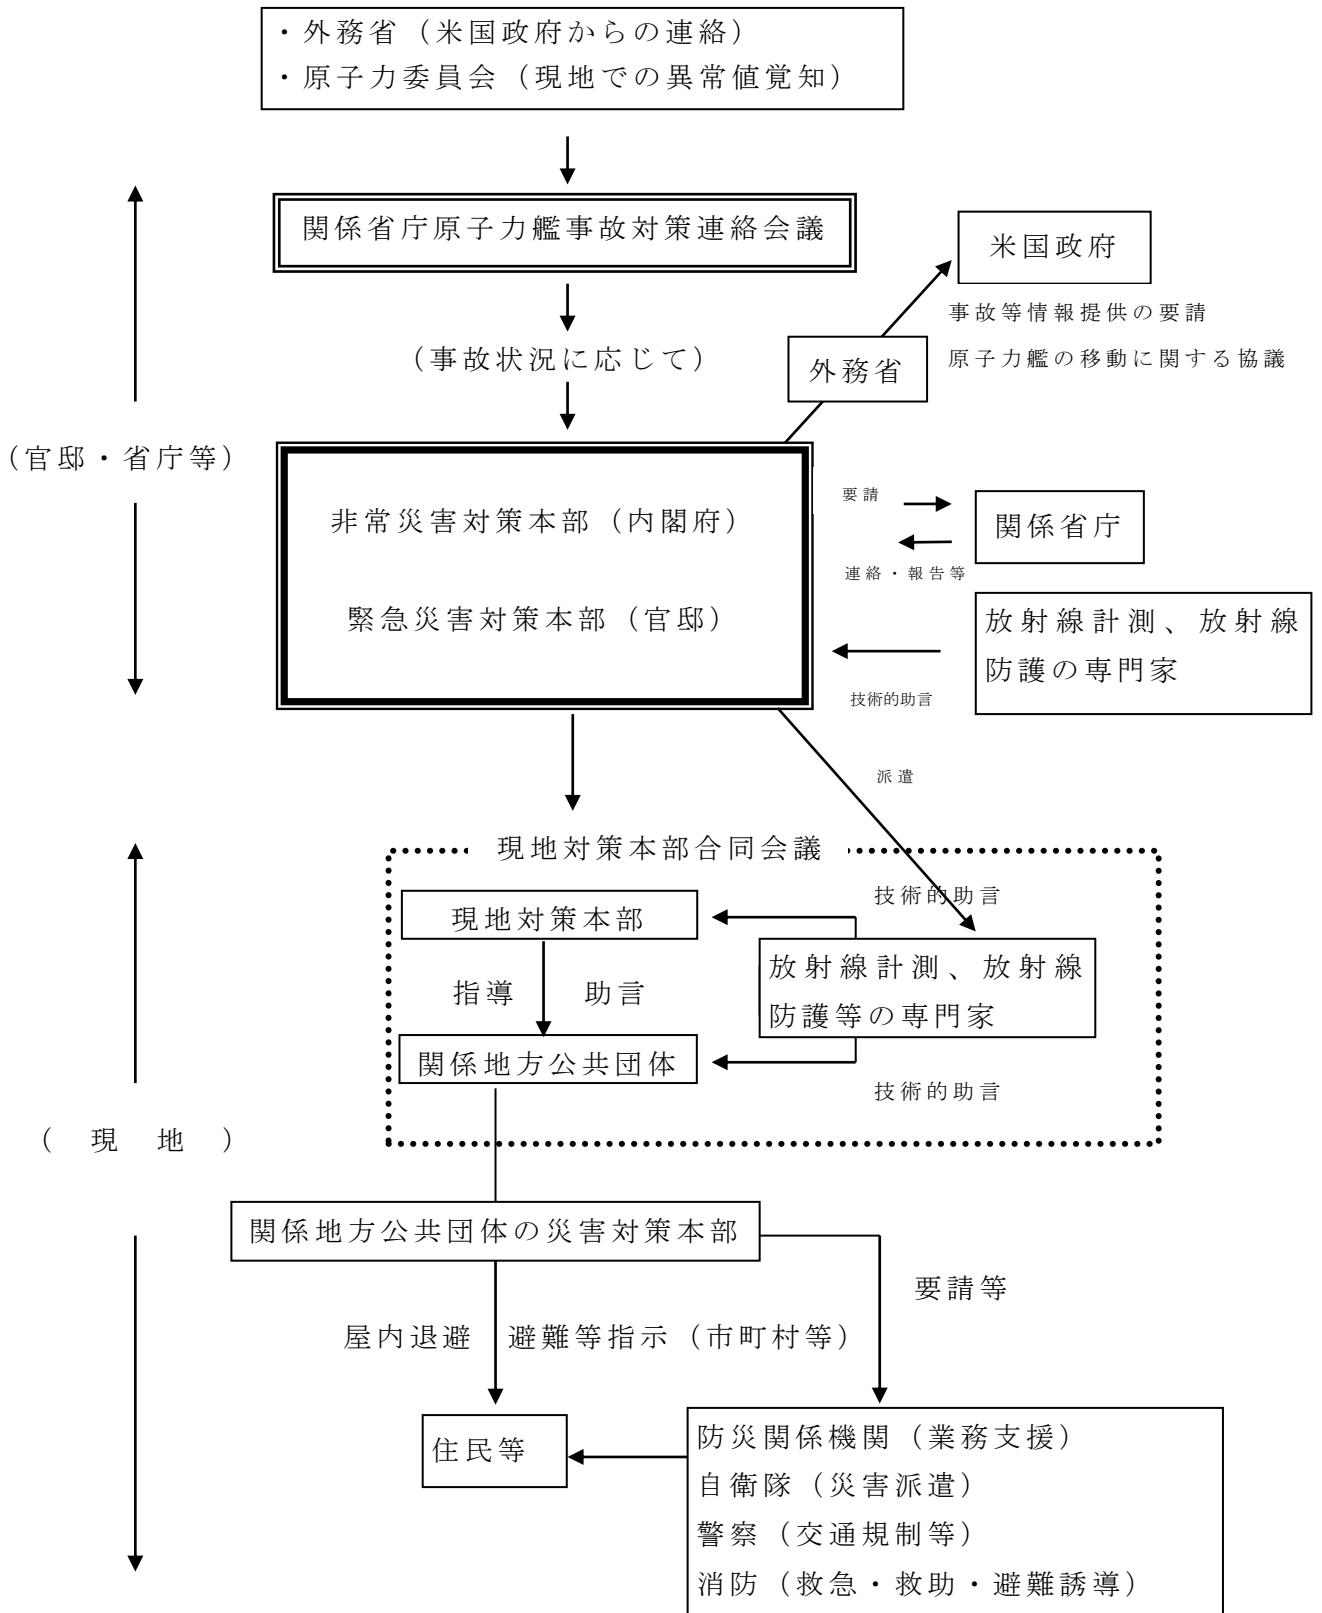 ・外務省（米国政府からの連絡）
・原子力委員会（現地での異常値覚知）
関係省庁原子力艦事故対策連絡会議
米国政府
事故等情報提供の要請
（事故状況に応じて）
外務省
原子力艦の移動に関する協議
（官邸・省庁等）
非常災害対策本部（内閣府）
緊急災害対策本部（官邸）
要請
関係省庁
連絡・報告等
放射線計測、放射線
防護の専門家
技術的助言
派遣
現地対策本部合同会議
技術的助言
現地対策本部
放射線計測、放射線
防護等の専門家
指導 助言
関係地方公共団体
技術的助言
（ 現 地 ）
関係地方公共団体の災害対策本部
要請等
屋内退避 避難等指示（市町村等）
住民等
防災関係機関（業務支援）
自衛隊（災害派遣）
警察（交通規制等）
消防（救急・救助・避難誘導）